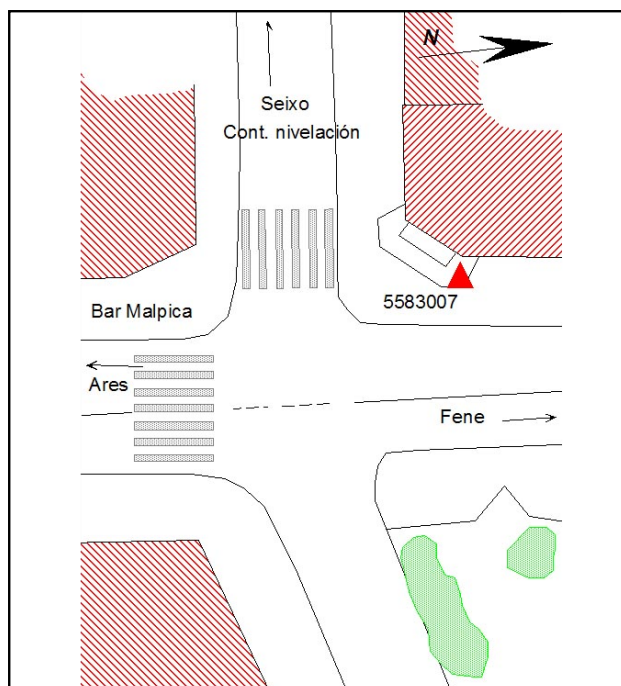 N
Seixo
Cont. nivelación
Bar Malpica
5583007
Ares
Fene